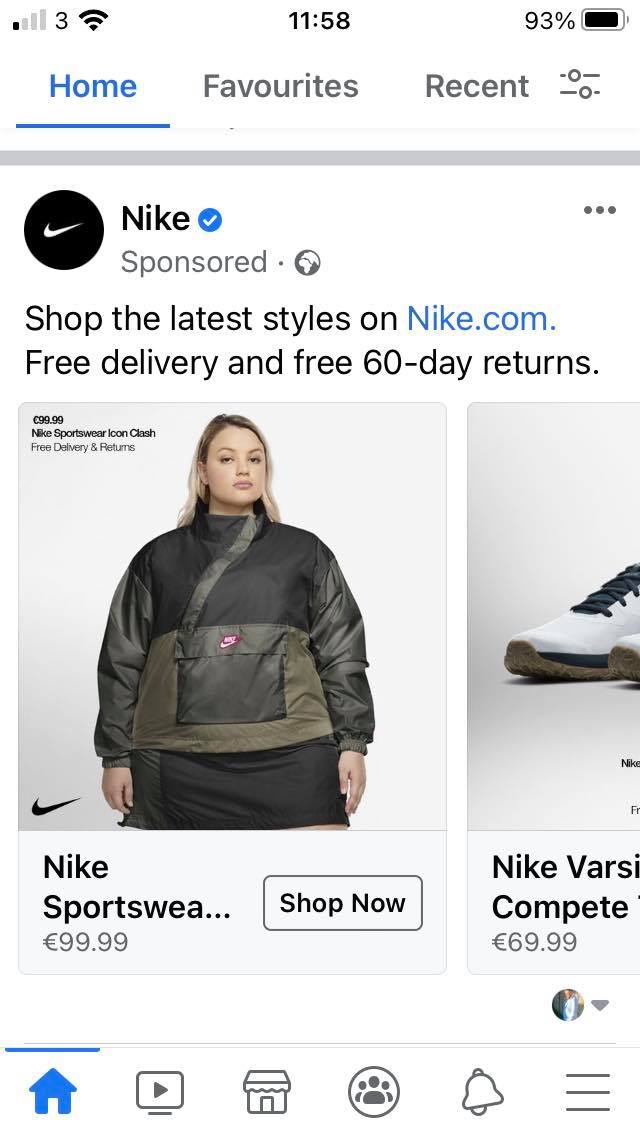 3 11:58 93%
Home Favourites Recent
Nike
Sponsored ·
Shop the latest styles on Nike.com.
Free delivery and free 60-day returns.
€99.99
Nike Sportswear Icon Clash
Free Delivery & Returns
NIKE
Nike
Fr
Nike
Sportswea...
€99.99
Shop Now
Nike Varsi
Compete
€69.99